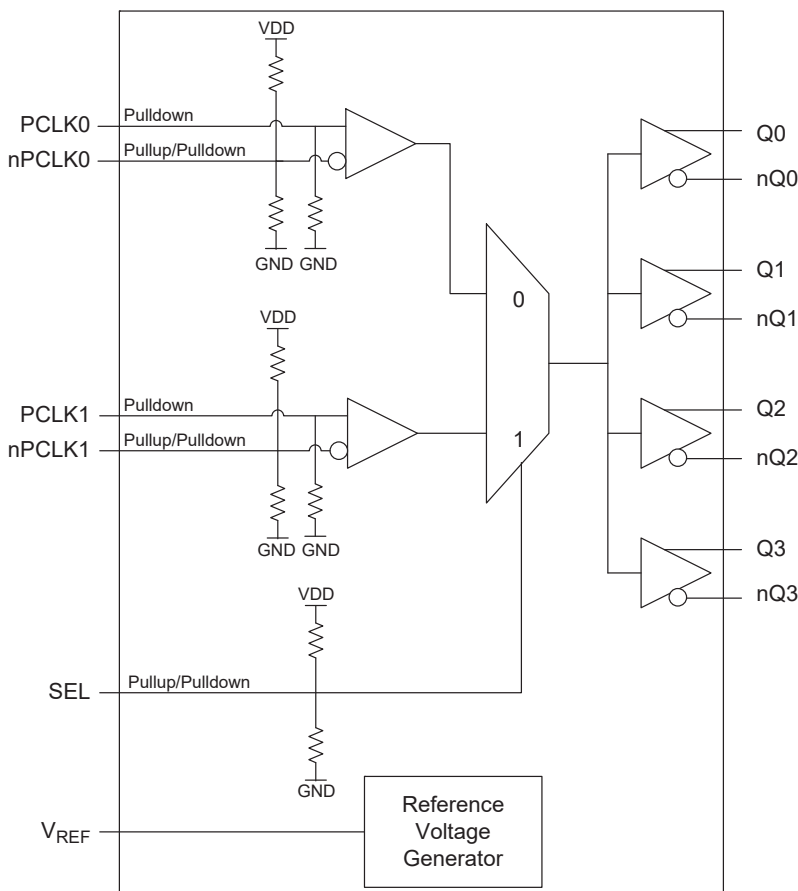 VDD
PCLK0
Pulldown
nPCLK0
Pullup/Pulldown
GND
GND
Q0
nQ0
Q1
nQ1
VDD
0
PCLK1
Pulldown
nPCLK1
Pullup/Pulldown
1
GND
GND
Q2
nQ2
Q3
nQ3
VDD
SEL
Pullup/Pulldown
GND
VREF
Reference
Voltage
Generator